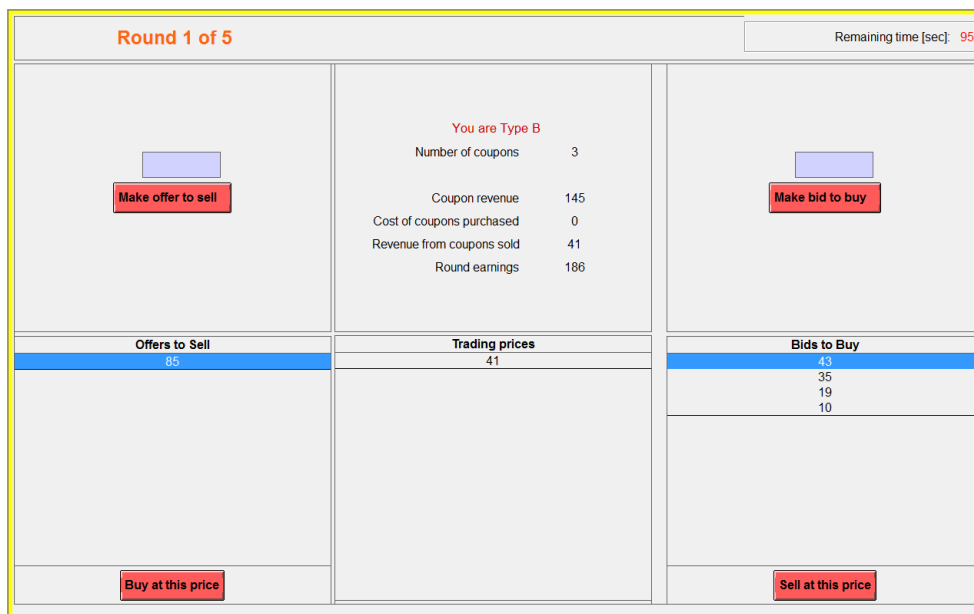 Round 1 of 5
Remaining time [sec]: 95
You are Type B
Number of coupons 3
Coupon revenue 145
Cost of coupons purchased 0
Revenue from coupons sold 41
Round earnings 186
Make offer to sell
Make bid to buy
Offers to Sell
85
Buy at this price
Trading prices
41
Bids to Buy
43
35
19
10
Sell at this price